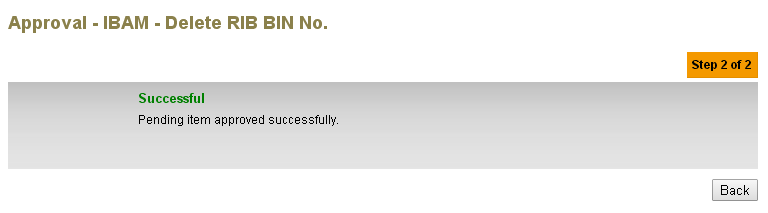 Approval - IBAM - Delete RIB BIN No.
Step 2 of 2
Successful
Pending item approved successfully.
Back